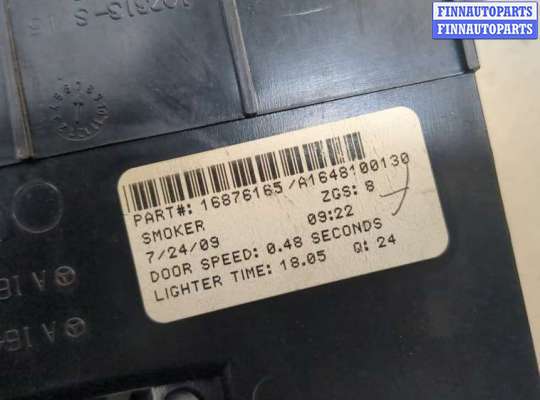 FINNAUTOPARTS
FINNAUTOPARTS
PART#: 16876165/A1648100130
SMOKER ZGS: 8
7/24/09 09:22
DOOR SPEED: 0.48 SECONDS
LIGHTER TIME: 18.05 Q: 24